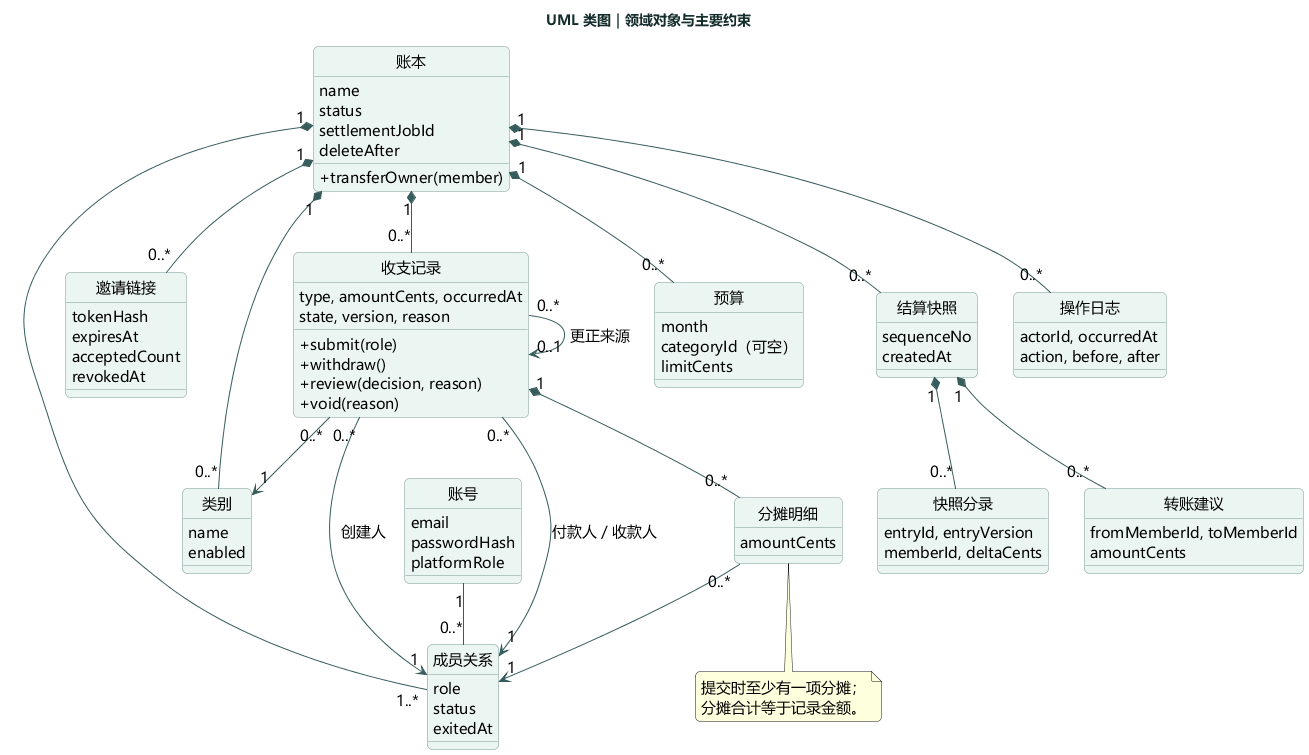 UML 类图｜领域对象与主要约束
账本
name
status
settlementJobId
deleteAfter
+transferOwner(member)
1
1
1
1
1
1
1
0..*
0..*
0..*
0..*
0..*
邀请链接
tokenHash
expiresAt
acceptedCount
revokedAt
收支记录
type, amountCents, occurredAt
state, version, reason
+submit(role)
+withdraw()
+review(decision, reason)
+void(reason)
0..*
更正来源
0..1
预算
month
categoryId（可空）
limitCents
结算快照
sequenceNo
createdAt
操作日志
actorId, occurredAt
action, before, after
1
1
1
0..*
0..*
0..*
0..*
1
0..*
0..*
0..*
类别
name
enabled
创建人
账号
email
passwordHash
platformRole
付款人 / 收款人
分摊明细
amountCents
快照分录
entryId, entryVersion
memberId, deltaCents
转账建议
fromMemberId, toMemberId
amountCents
1
0..*
0..*
1
1
1
1..*
成员关系
role
status
exitedAt
提交时至少有一项分摊；
分摊合计等于记录金额。